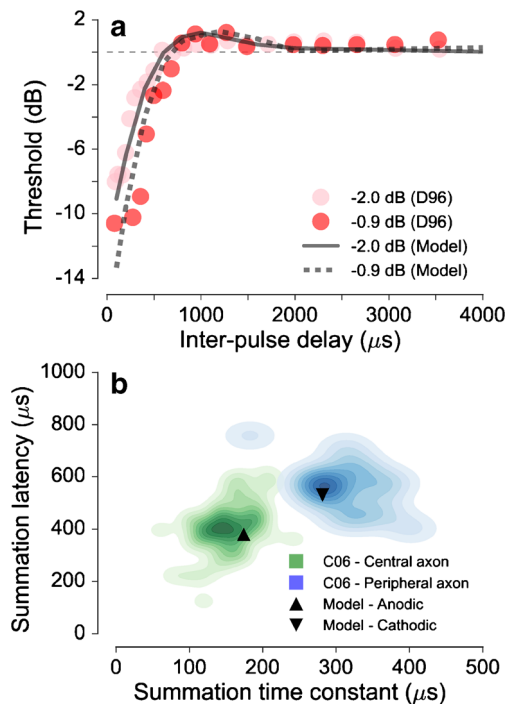 a
2
-2
-6
-10
-14
Threshold (dB)
-2.0 dB (D96)
-0.9 dB (D96)
-2.0 dB (Model)
-0.9 dB (Model)
0 1000 2000 3000 4000
Inter-pulse delay (μs)
b
1000
800
600
400
200
0
Summation latency (μs)
C06 - Central axon
C06 - Peripheral axon
Model - Anodic
Model - Cathodic
0 100 200 300 400 500
Summation time constant (μs)